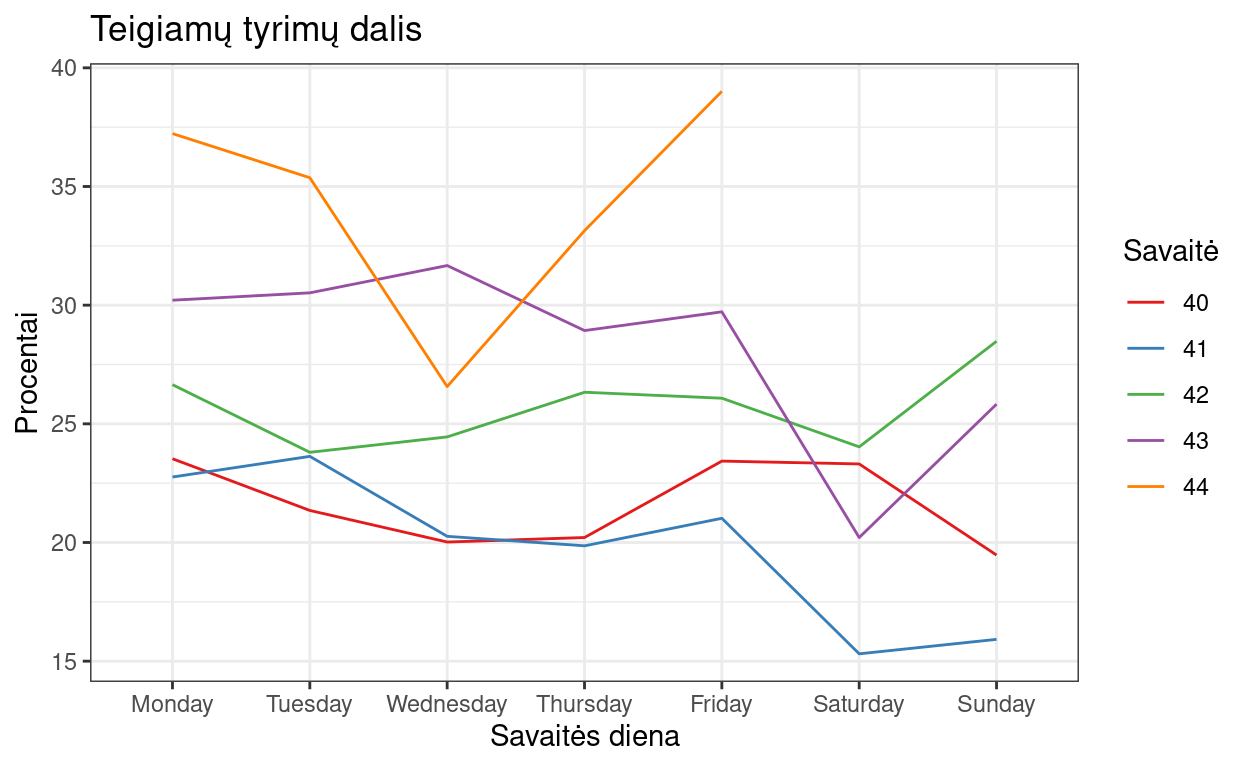 Teigiamų tyrimų dalis
Procentai
40
35
30
25
20
15
Monday Tuesday Wednesday Thursday Friday Saturday Sunday
Savaitės diena
Savaitė
40
41
42
43
44